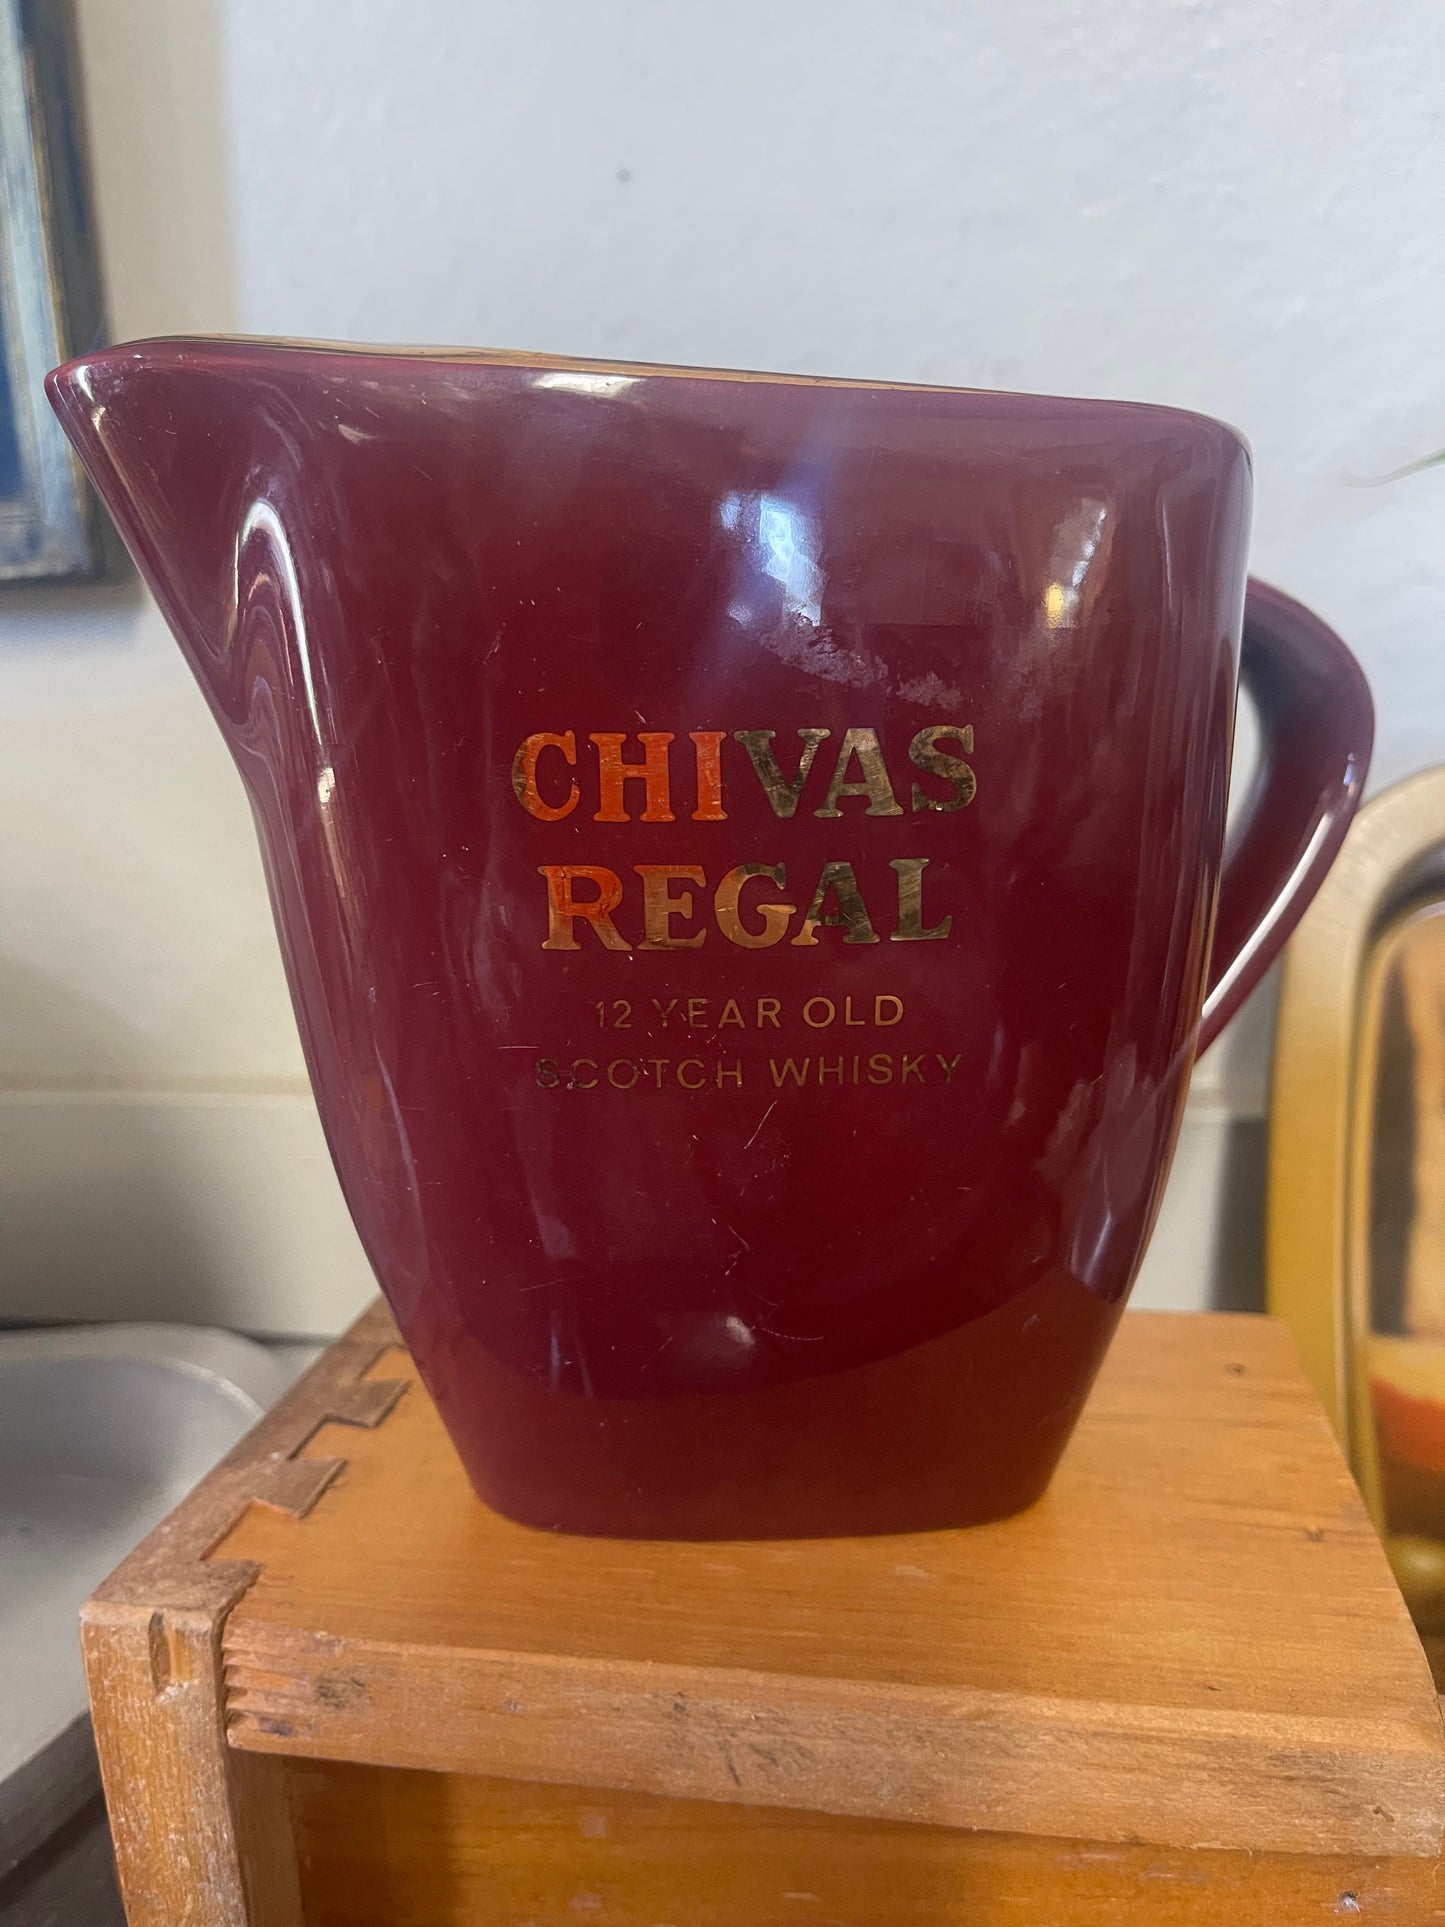 CHIVAS
REGAL
12 YEAR OLD
SCOTCH WHISKY